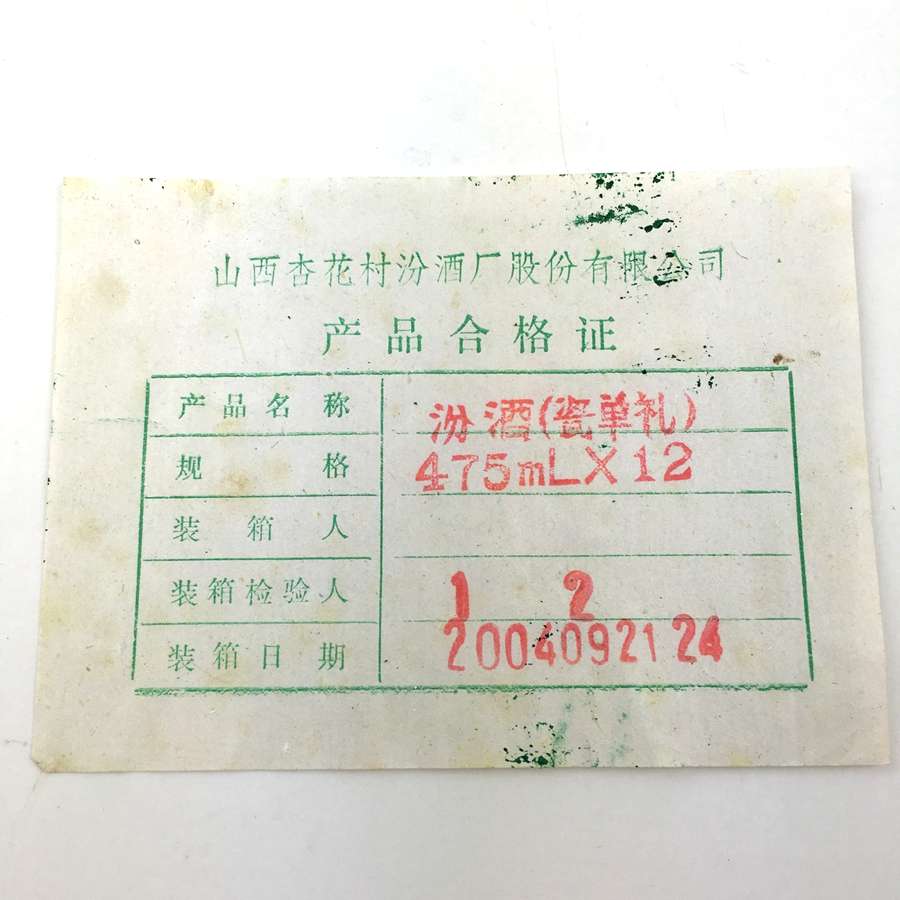 山西杏花村汾酒厂股份有限公司
产品合格证
产品名称 汾酒(瓷单礼)
规格 475mLX12
装箱人
装箱检验人 1 2
装箱日期 20040921 24